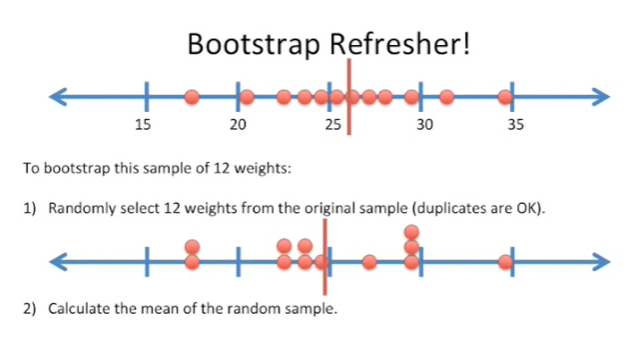 Bootstrap Refresher!
15 20 25 30 35
To bootstrap this sample of 12 weights:
1) Randomly select 12 weights from the original sample (duplicates are OK).
2) Calculate the mean of the random sample.